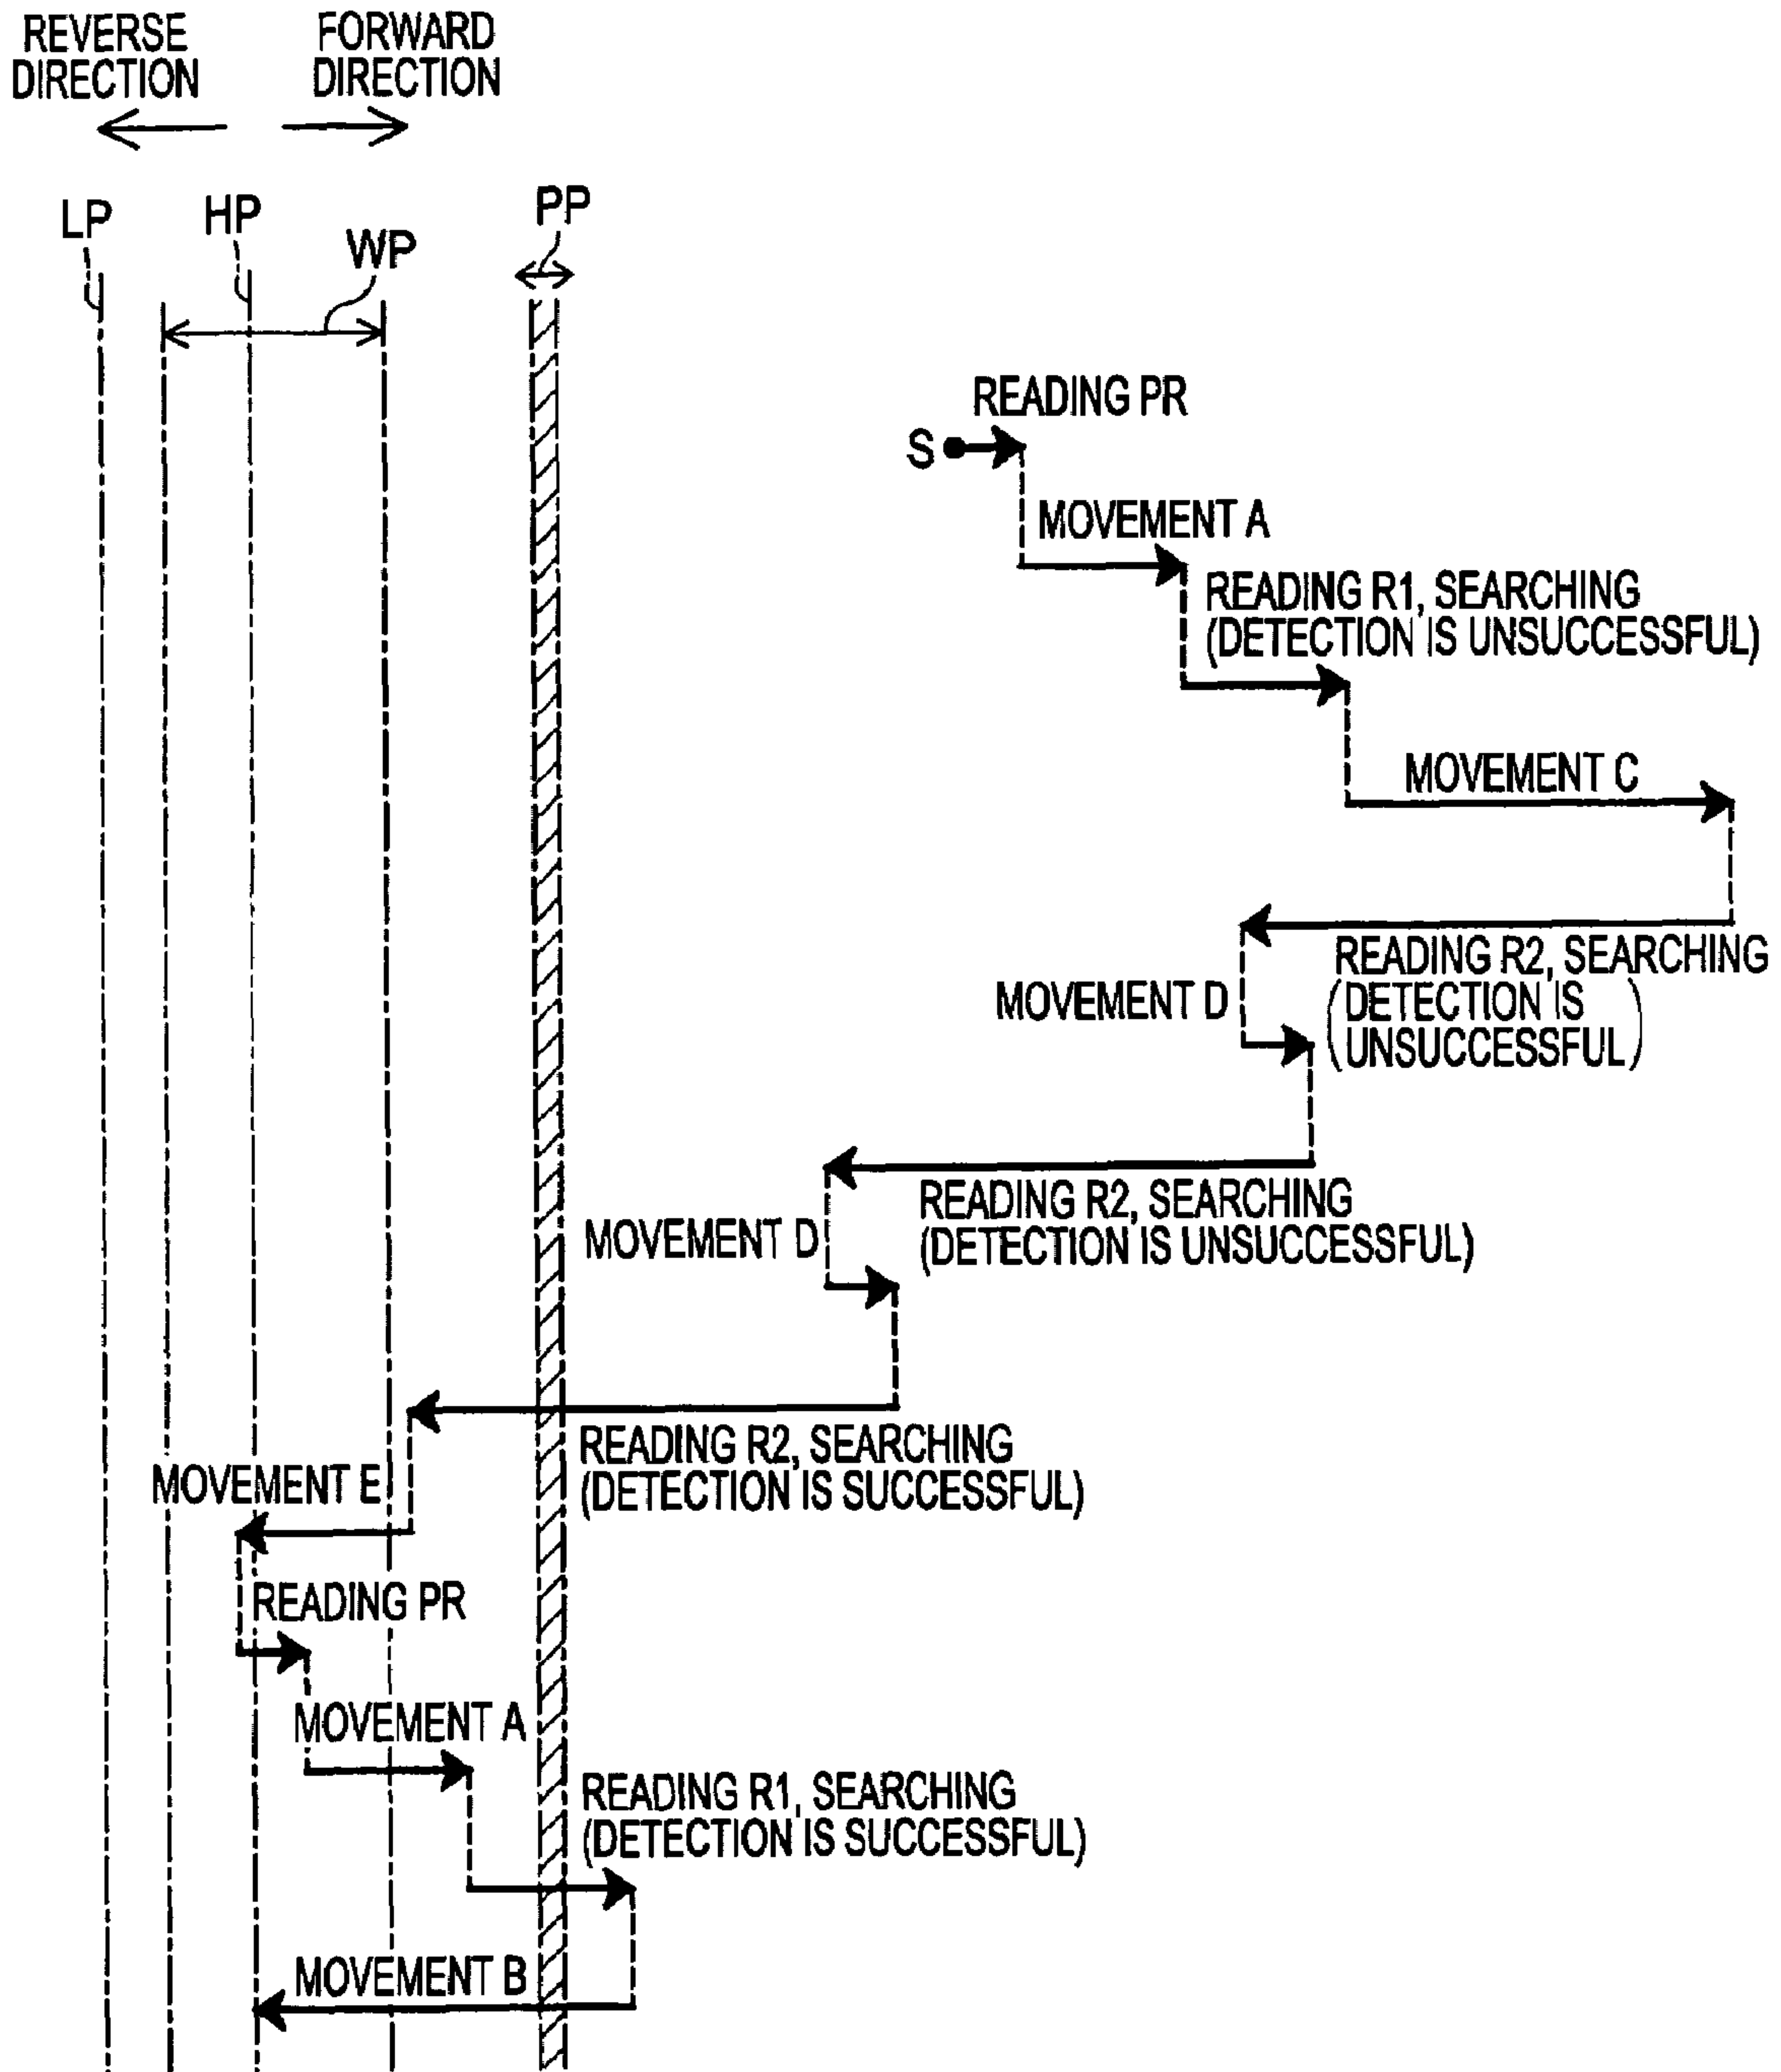 REVERSE
DIRECTION
FORWARD
DIRECTION
LP
HP
WP
PP
READING PR
S
MOVEMENT A
READING R1, SEARCHING
(DETECTION IS UNSUCCESSFUL)
MOVEMENT C
READING R2, SEARCHING
(DETECTION IS
UNSUCCESSFUL)
MOVEMENT D
READING R2, SEARCHING
(DETECTION IS UNSUCCESSFUL)
MOVEMENT D
READING R2, SEARCHING
(DETECTION IS SUCCESSFUL)
MOVEMENT E
READING PR
MOVEMENT A
READING R1, SEARCHING
(DETECTION IS SUCCESSFUL)
MOVEMENT B